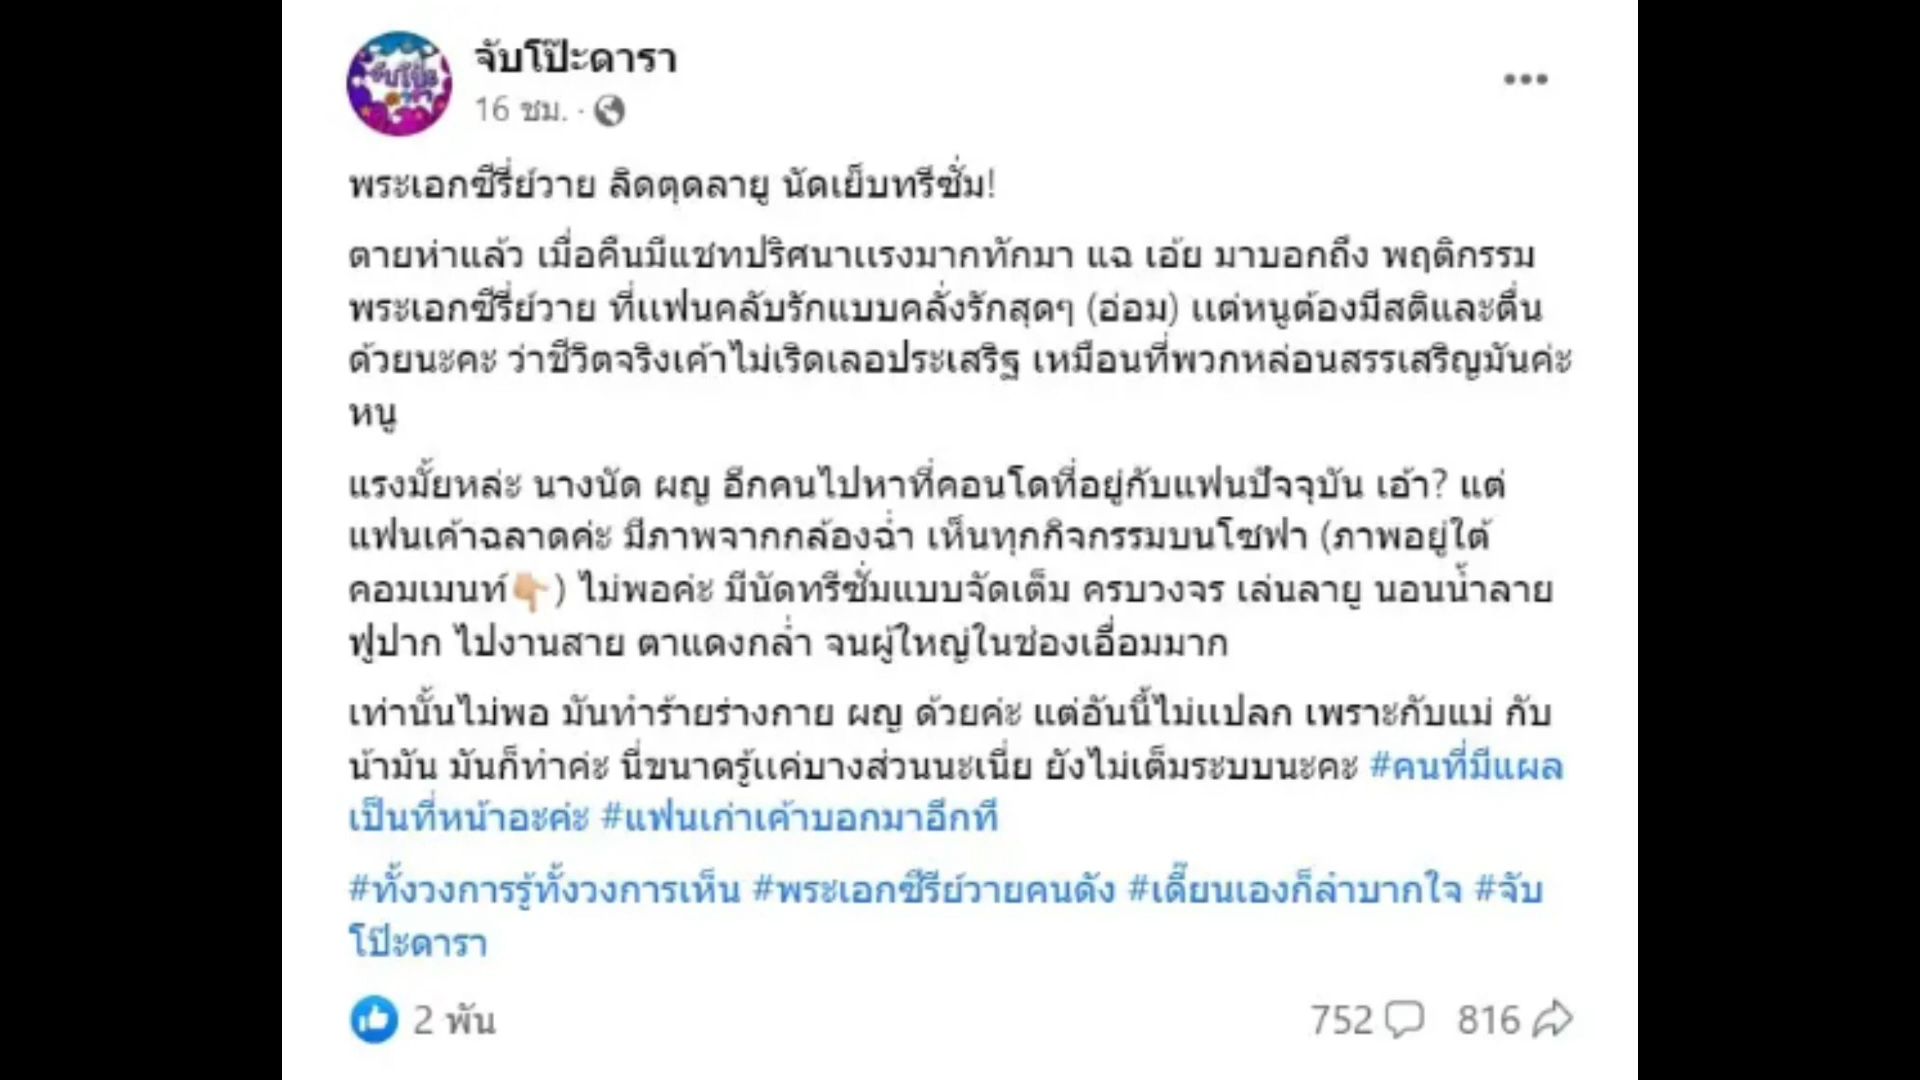 จับโป๊ะดารา
16 ชม. ·
พระเอกซีรี่ย์วาย ลิดตุดลายู นัดเย็บทรีซั่ม!
ตายห่าแล้ว เมื่อคืนมีแชทปริศนาแรงมากทักมา แฉ เอ้ย มาบอกถึง พฤติกรรม
พระเอกซีรี่ย์วาย ที่แฟนคลับรักแบบคลั่งรักสุดๆ (อ่อม) แต่หนูต้องมีสติและตื่น
ด้วยนะคะ ว่าชีวิตจริงเค้าไม่เริดเลอประเสริฐ เหมือนที่พวกหล่อนสรรเสริญมันค่ะ
หนู
แรงมั้ยหล่ะ นางนัด ผญ อีกคนไปหาที่คอนโดที่อยู่กับแฟนปัจจุบัน เอ้า? แต่
แฟนเค้าฉลาดค่ะ มีภาพจากกล้องฉ่ำ เห็นทุกกิจกรรมบนโซฟา (ภาพอยู่ใต้
คอมเมนท์👇🏻) ไม่พอค่ะ มีนัดทรีซั่มแบบจัดเต็ม ครบวงจร เล่นลายู นอนน้ำลาย
ฟูปาก ไปงานสาย ตาแดงกล่ำ จนผู้ใหญ่ในช่องเอื่อมมาก
เท่านั้นไม่พอ มันทำร้ายร่างกาย ผญ ด้วยค่ะ แต่อันนี้ไม่แปลก เพราะกับแม่ กับ
น้ามัน มันก็ทำค่ะ นี่ขนาดรู้แค่บางส่วนนะเนี่ย ยังไม่เต็มระบบนะคะ #คนที่มีแผล
เป็นที่หน้าอะค่ะ #แฟนเก่าเค้าบอกมาอีกที
#ทั้งวงการรู้ทั้งวงการเห็น #พระเอกซีรีย์วายคนดัง #เดี๊ยนเองก็ลำบากใจ #จับ
โป๊ะดารา
2 พัน
752 816